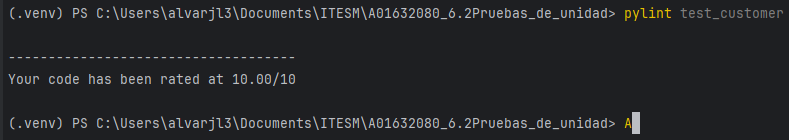 (.venv) PS C:\Users\alvarjl3\Documents\ITESM\A01632080_6.2Pruebas_de_unidad> pylint test_customer
------------------------------------
Your code has been rated at 10.00/10
(.venv) PS C:\Users\alvarjl3\Documents\ITESM\A01632080_6.2Pruebas_de_unidad> A